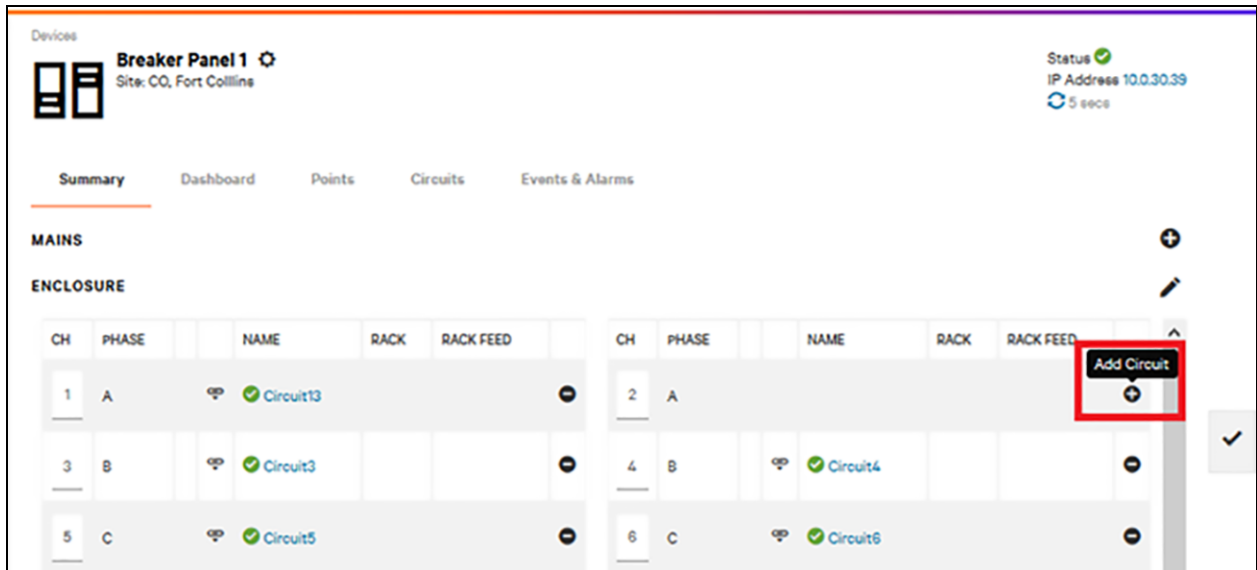 Devices
Breaker Panel 1
Site: CO, Fort Colllins
Status
IP Address 10.0.30.39
5 secs
Summary Dashboard Points Circuits Events & Alarms
MAINS
ENCLOSURE
CH PHASE NAME RACK RACK FEED CH PHASE NAME RACK RACK FEED
Add Circuit
1 A Circuit13 2 A
3 B Circuit3 4 B Circuit4
5 C Circuit5 6 C Circuit6